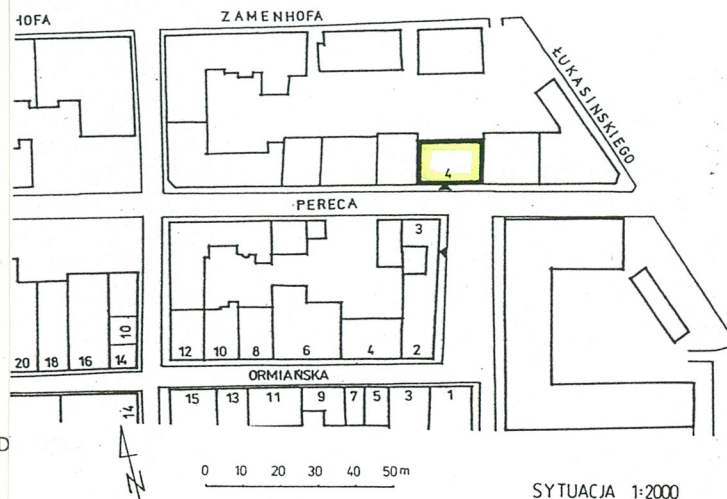 HOFA
ZAMENHOFA
ŁUKASIŃSKIEGO
4
PERECA
3
10
20 18 16 14
12 10 8 6 4 2
ORMIAŃSKA
15 13 11 9 7 5 3 1
14
D
N
0 10 20 30 40 50m
SYTUACJA 1:2000